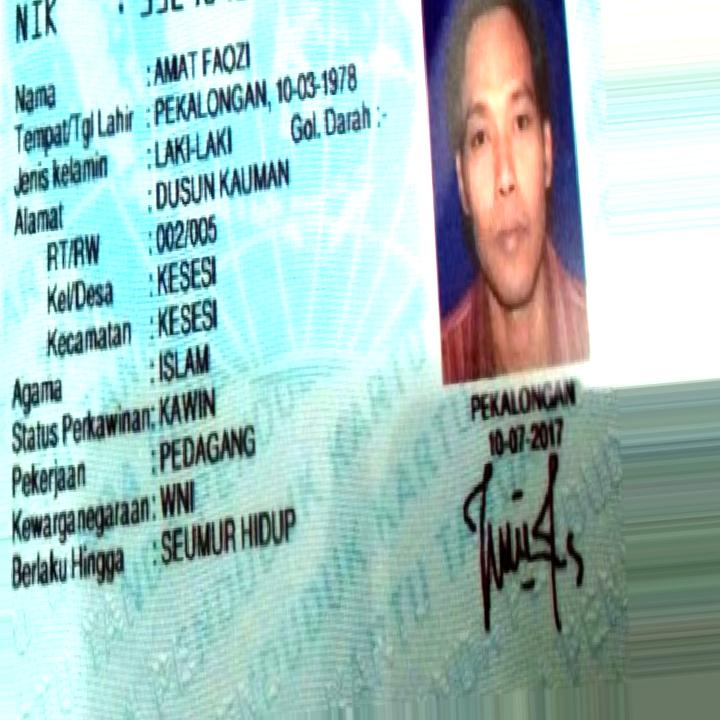 NIK :
Nama : AMAT FAOZI
Tempat/Tgl Lahir : PEKALONGAN, 10-03-1978
Jenis kelamin : LAKI-LAKI Gol. Darah :-
Alamat : DUSUN KAUMAN
RT/RW : 002/005
Kel/Desa : KESESI
Kecamatan : KESESI
Agama : ISLAM
Status Perkawinan: KAWIN
Pekerjaan : PEDAGANG
Kewarganegaraan: WNI
Berlaku Hingga : SEUMUR HIDUP
PEKALONGAN
10-07-2017